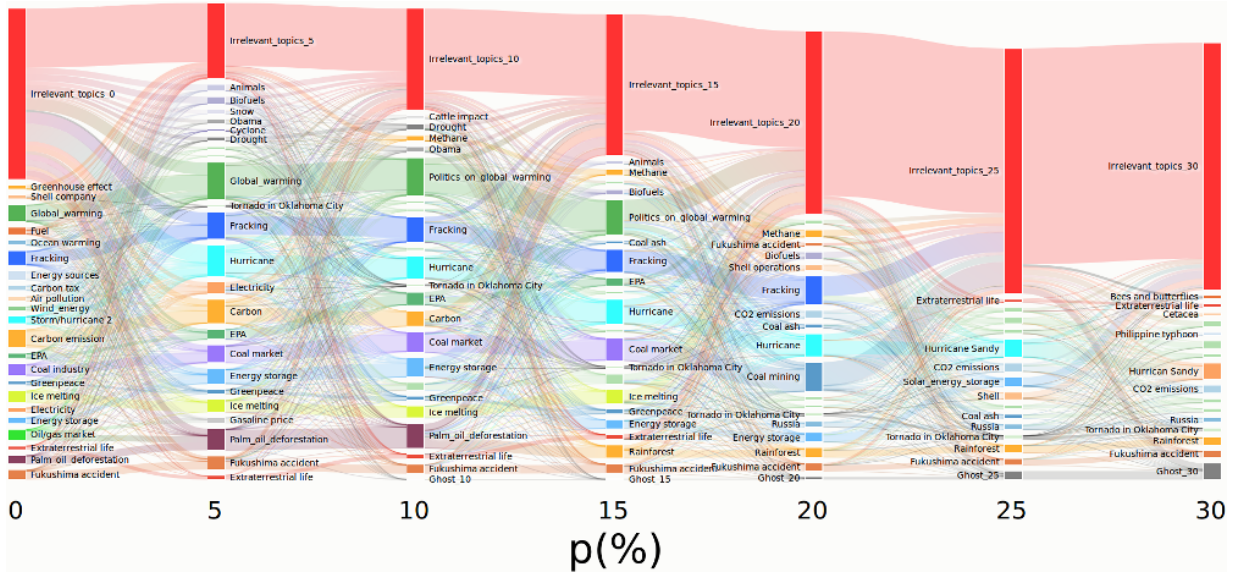 Irrelevant_topics_0
Greenhouse effect
Shell company
Global_warming
Fuel
Ocean warming
Fracking
Energy sources
Carbon tax
Air pollution
Wind_energy
Storm/hurricane 2
Carbon emission
EPA
Coal industry
Greenpeace
Ice melting
Electricity
Energy storage
Oil/gas market
Extraterrestrial life
Palm_oil_deforestation
Fukushima accident
Irrelevant_topics_5
Animals
Biofuels
Snow
Obama
Cyclone
Drought
Global_warming
Tornado in Oklahoma City
Fracking
Hurricane
Electricity
Carbon
EPA
Coal market
Energy storage
Greenpeace
Ice melting
Gasoline price
Palm_oil_deforestation
Fukushima accident
Extraterrestrial life
Irrelevant_topics_10
Cattle impact
Drought
Methane
Obama
Politics_on_global_warming
Fracking
Hurricane
Tornado in Oklahoma City
EPA
Carbon
Coal market
Energy storage
Greenpeace
Ice melting
Palm_oil_deforestation
Extraterrestrial life
Fukushima accident
Ghost_10
Irrelevant_topics_15
Animals
Methane
Biofuels
Politics_on_global_warming
Coal ash
Fracking
EPA
Hurricane
Coal market
Tornado in Oklahoma City
Ice melting
Greenpeace
Energy storage
Extraterrestrial life
Rainforest
Fukushima accident
Ghost_15
Irrelevant_topics_20
Methane
Fukushima accident
Biofuels
Shell operations
Fracking
CO2 emissions
Coal ash
Hurricane
Coal mining
Tornado in Oklahoma City
Russia
Energy storage
Rainforest
Fukushima accident
Ghost_20
Irrelevant_topics_25
Extraterrestrial life
Hurricane Sandy
CO2 emissions
Solar_energy_storage
Shell
Coal ash
Russia
Tornado in Oklahoma City
Rainforest
Fukushima accident
Ghost_25
Irrelevant_topics_30
Bees and butterflies
Extraterrestrial life
Cetacea
Philippine typhoon
Hurrican Sandy
CO2 emissions
Russia
Tornado in Oklahoma City
Rainforest
Fukushima accident
Ghost_30
0 5 10 15 20 25 30
p(%)